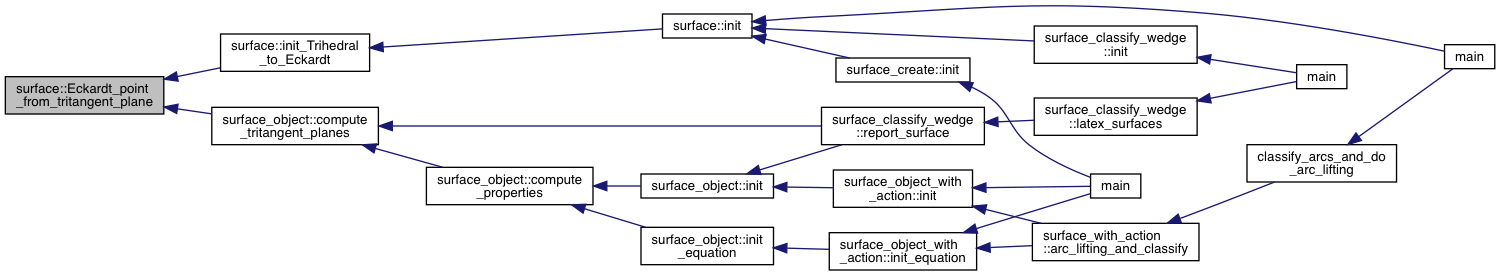 surface::Eckardt_point
_from_tritangent_plane
surface::init_Trihedral
_to_Eckardt
surface::init
surface_classify_wedge
::init
surface_create::init
main
main
surface_object::compute
_tritangent_planes
surface_classify_wedge
::report_surface
surface_classify_wedge
::latex_surfaces
surface_object::compute
_properties
surface_object::init
surface_object_with
_action::init
main
classify_arcs_and_do
_arc_lifting
surface_object::init
_equation
surface_object_with
_action::init_equation
surface_with_action
::arc_lifting_and_classify